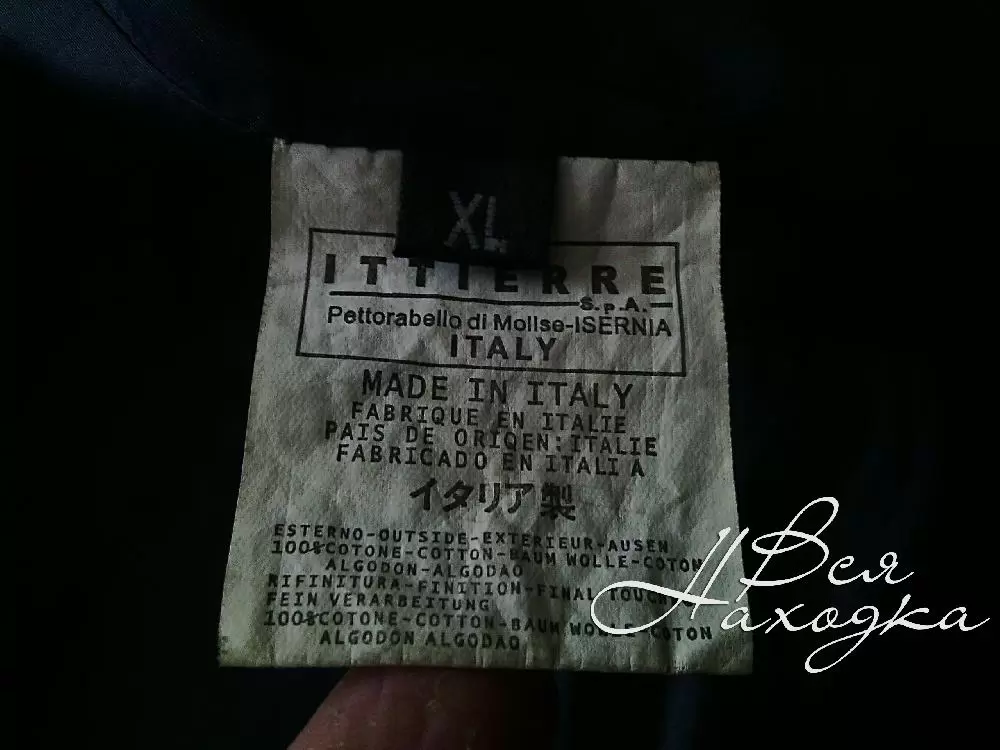 XL
ITTIERRE
S.p.A.
Pettorabello di Molise-ISERNIA
ITALY
MADE IN ITALY
FABRIQUE EN ITALIE
PAIS DE ORIQEN:ITALIE
FABRICADO EN ITALI A
イタリア製
ESTERNO-OUTSIDE-EXTERIEUR-AUSEN
100%COTONE-COTTON-BAUM WOLLE-COTON
ALGODON-ALGODAO
RIFINITURA-FINITION-FINAL TOUCH
FEIN VERARBEITUNG
100%COTONE-COTTON-BAUM WOLLE-COTON
ALGODON ALGODAO
Вся
Находка